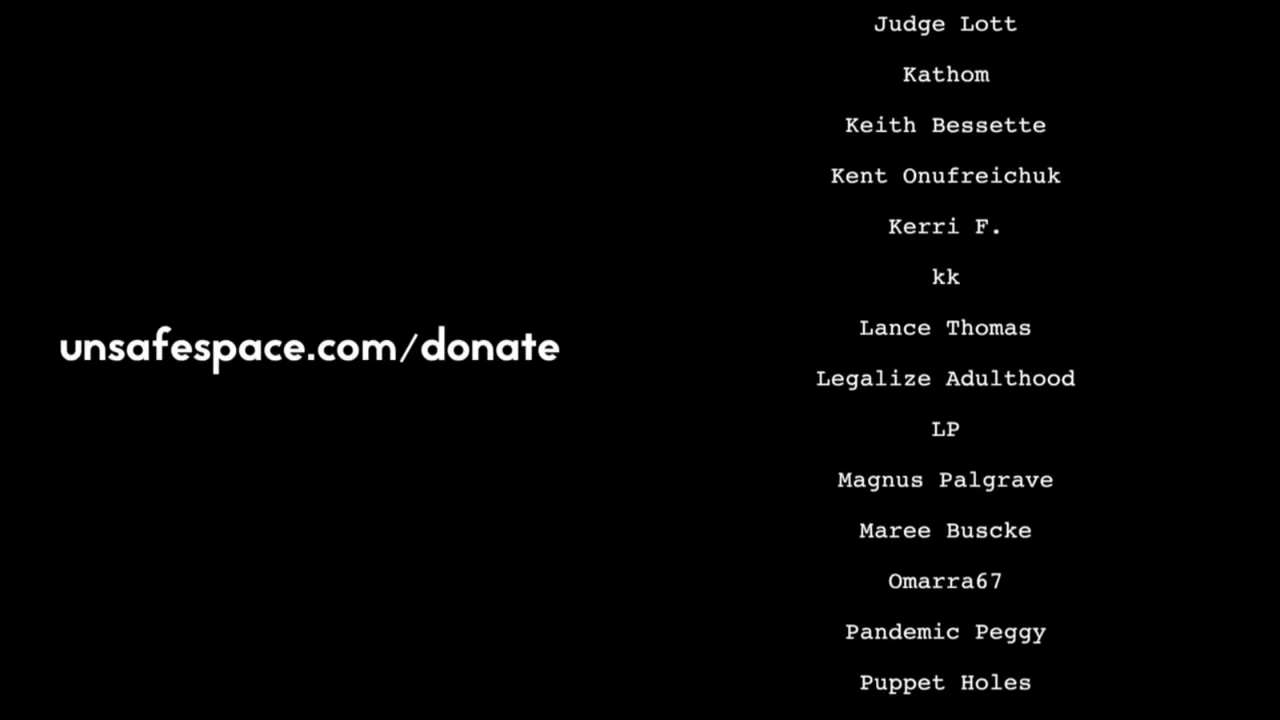 unsafespace.com/donate
Judge Lott
Kathom
Keith Bessette
Kent Onufreichuk
Kerri F.
kk
Lance Thomas
Legalize Adulthood
LP
Magnus Palgrave
Maree Buscke
Omarra67
Pandemic Peggy
Puppet Holes